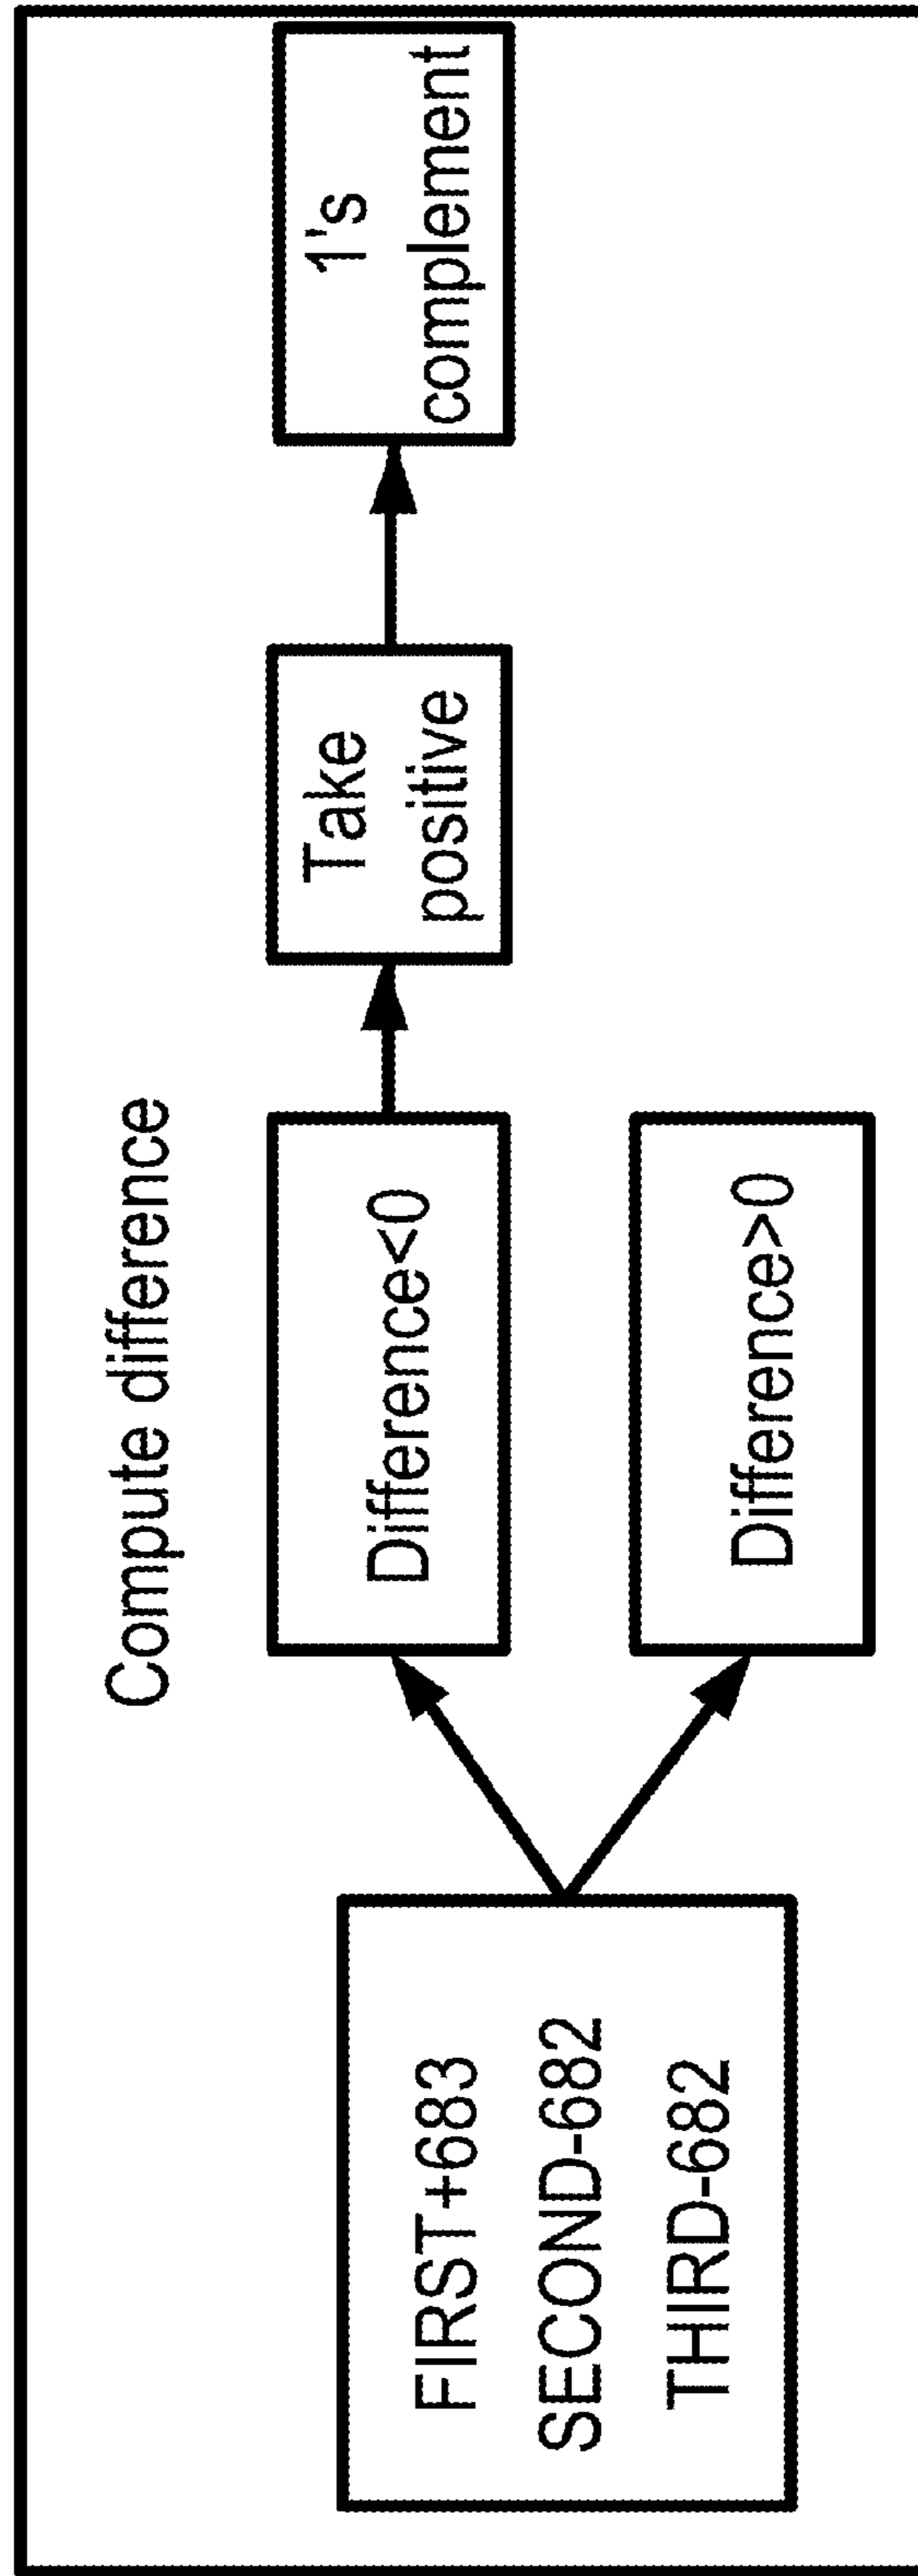 Compute difference
FIRST+683
SECOND-682
THIRD-682
Difference<0
Difference>0
Take
positive
1's
complement